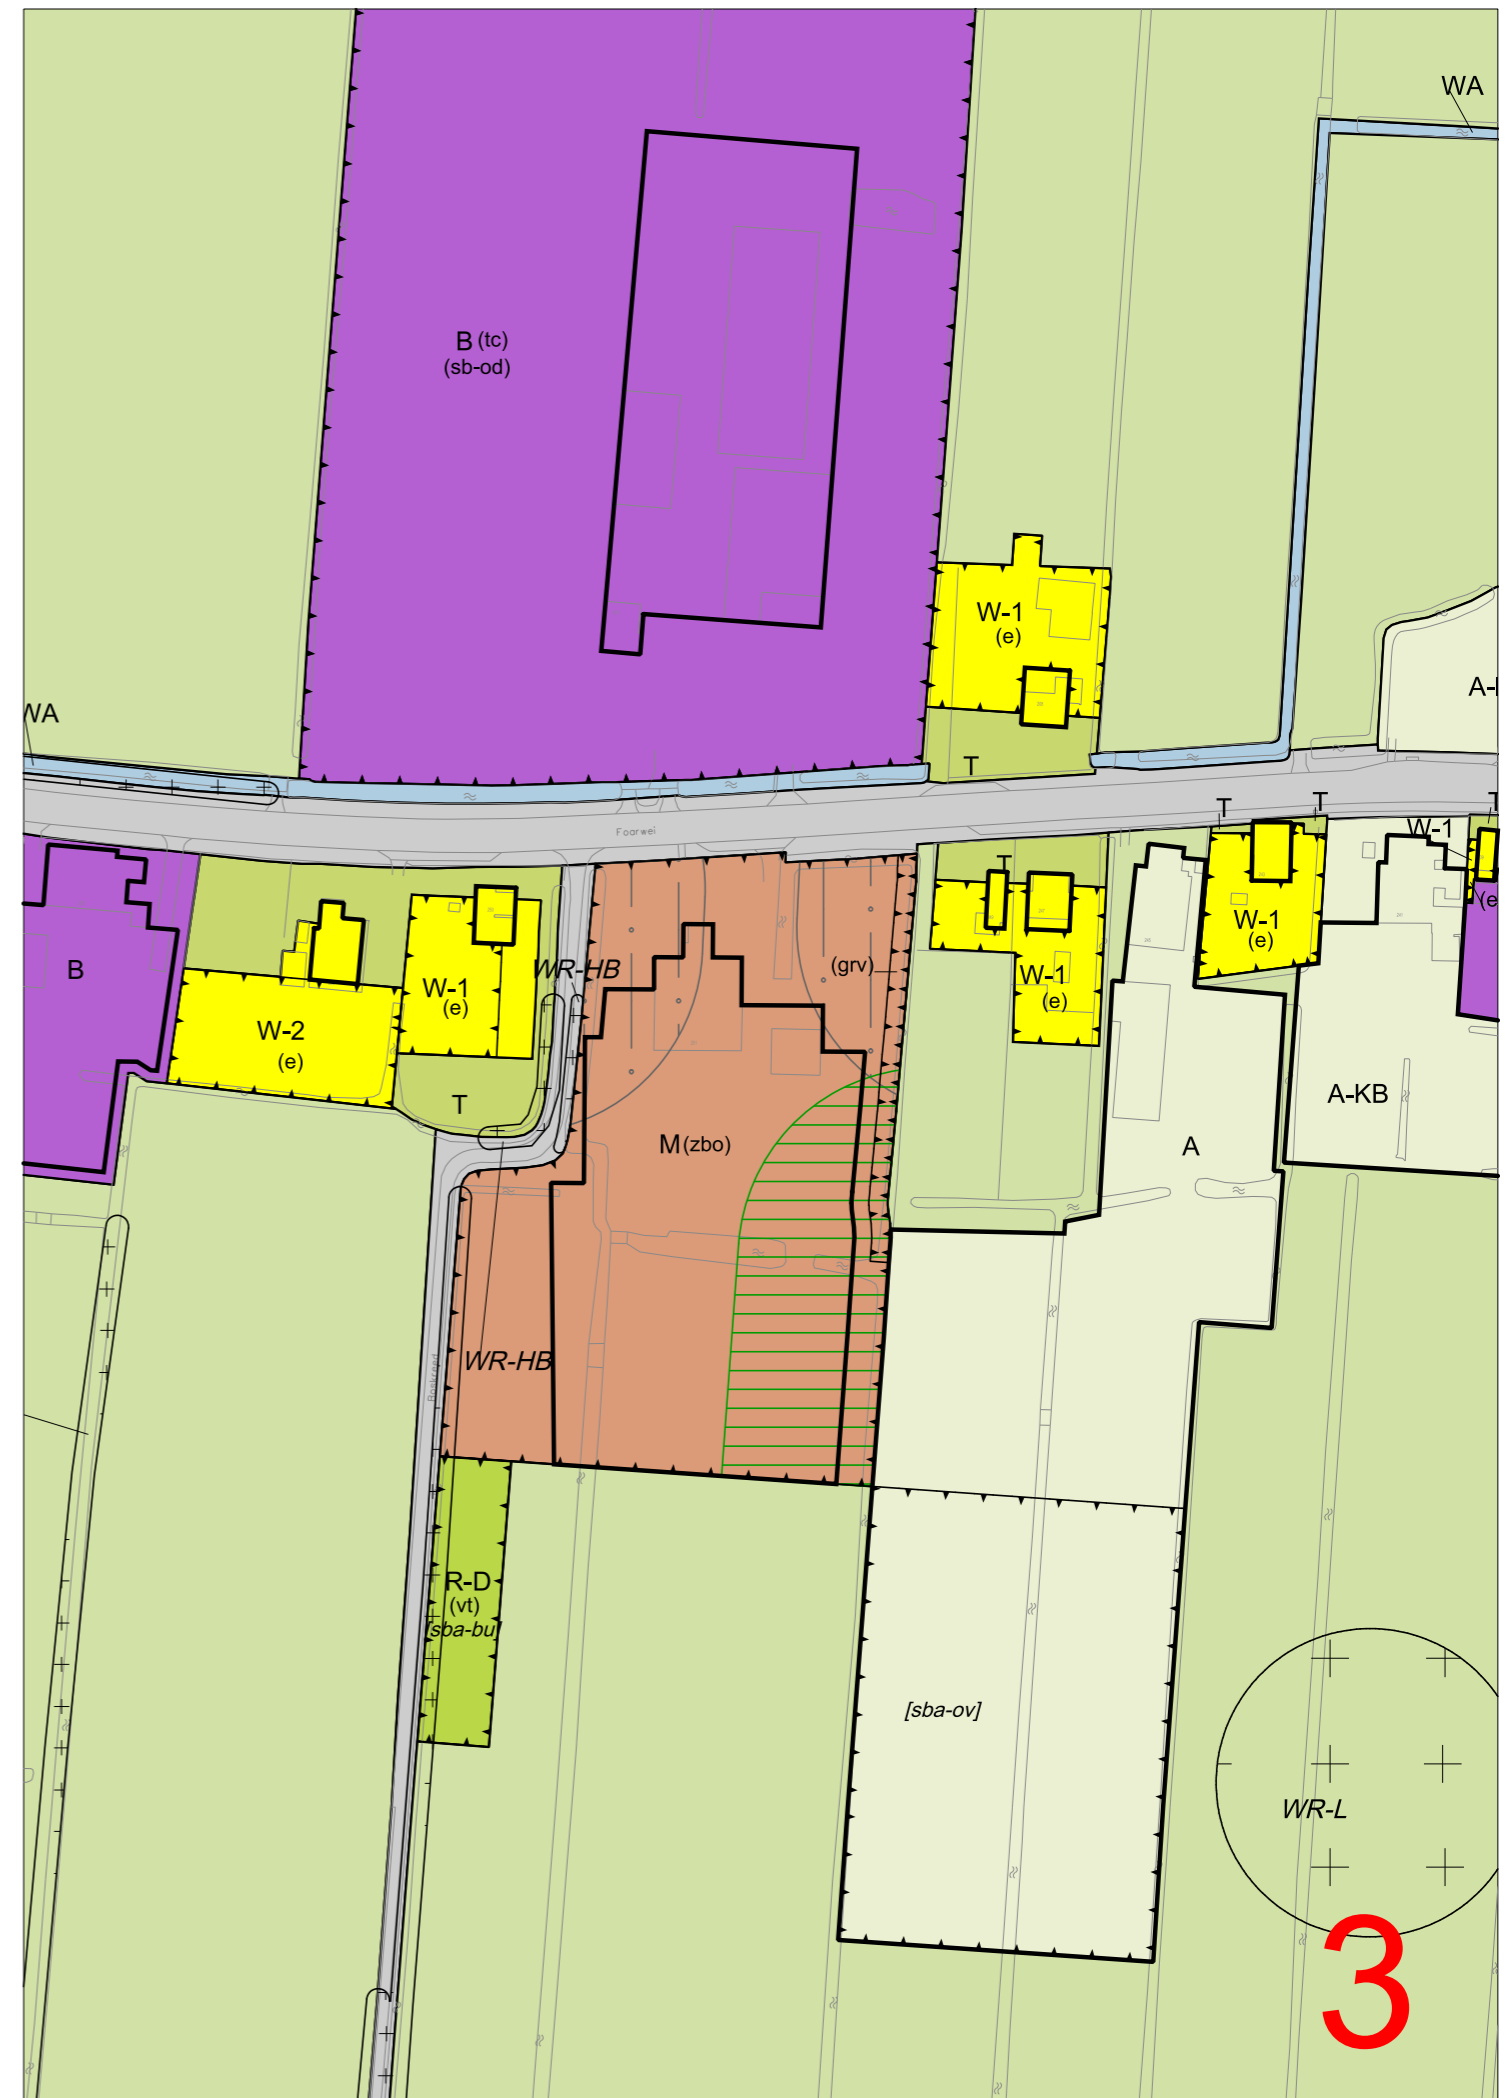 WA
B (tc)
(sb-od)
W-1
(e)
A-
WA
T
Foarwei
T
T
T
T
W-1
(e
B
W-2
(e)
W-1
(e)
WR-HB
(grv)
W-1
(e)
W-1
(e)
T
M (zbo)
A
A-KB
WR-HB
R-D
(vt)
[sba-bu]
[sba-ov]
WR-L
3